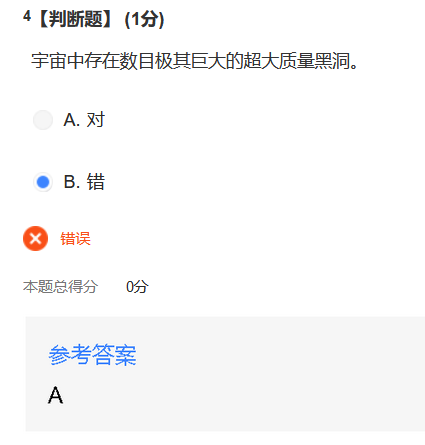 4【判断题】 (1分)
宇宙中存在数目极其巨大的超大质量黑洞。
A. 对
B. 错
错误
本题总得分 0分
参考答案
A